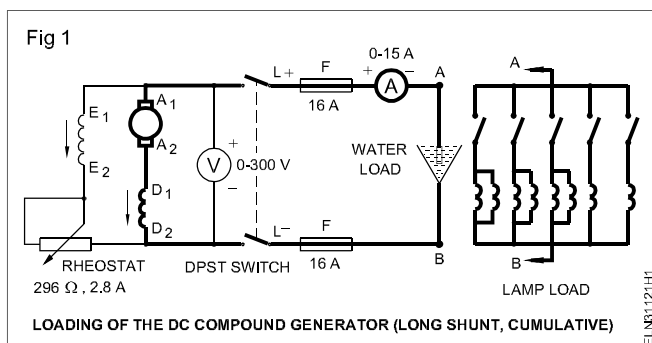 Fig 1
L+
F
0-15 A
+
−
A
16 A
A
A
E1
A1
E2
A2
V
+
−
0-300 V
WATER
LOAD
D1
D2
L−
F
B
B
RHEOSTAT
DPST SWITCH
16 A
296 Ω , 2.8 A
LAMP LOAD
LOADING OF THE DC COMPOUND GENERATOR (LONG SHUNT, CUMULATIVE)
ELN31121H1